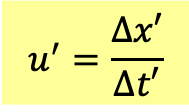 u′ = Δx′ / Δt′